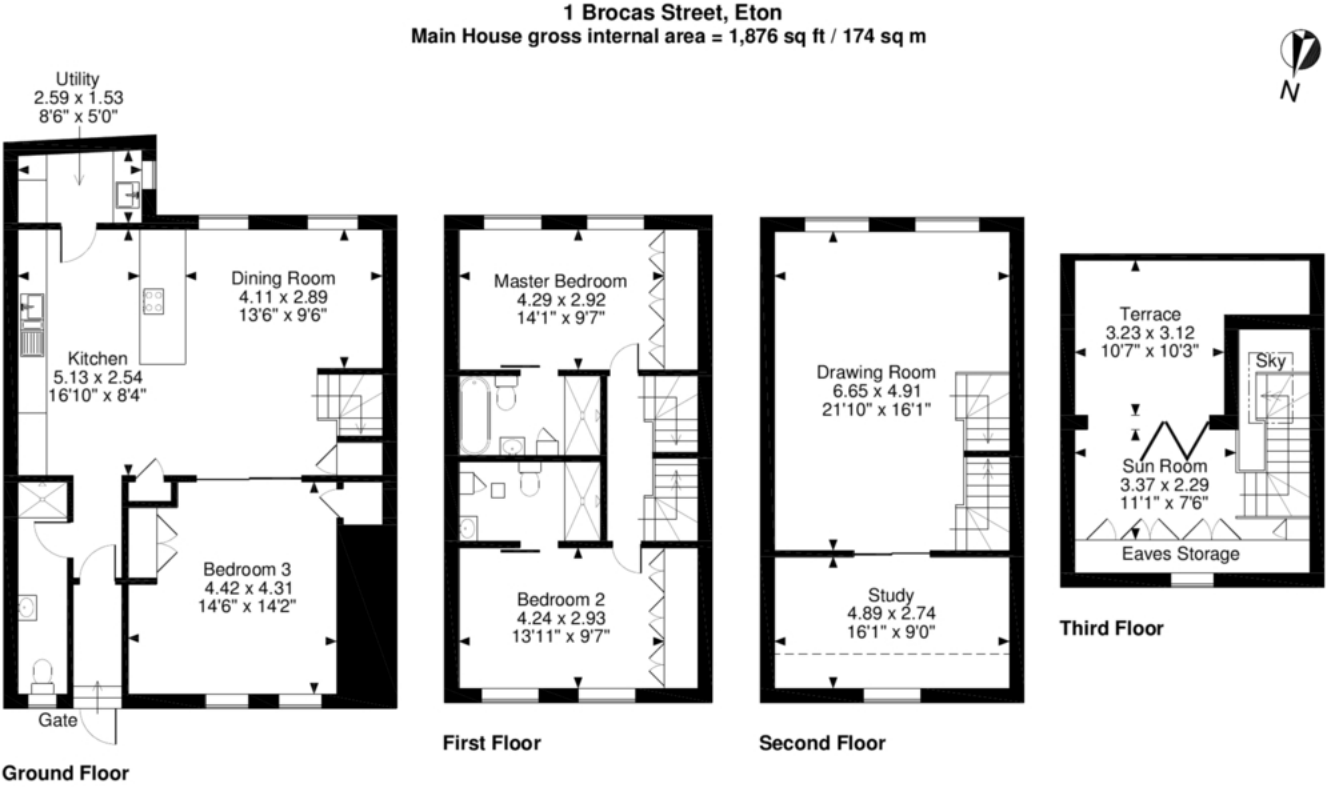 1 Brocas Street, Eton
Main House gross internal area = 1,876 sq ft / 174 sq m
N
Utility
2.59 x 1.53
8'6" x 5'0"
Dining Room
4.11 x 2.89
13'6" x 9'6"
Kitchen
5.13 x 2.54
16'10" x 8'4"
Bedroom 3
4.42 x 4.31
14'6" x 14'2"
Gate
Ground Floor
Master Bedroom
4.29 x 2.92
14'1" x 9'7"
Bedroom 2
4.24 x 2.93
13'11" x 9'7"
First Floor
Drawing Room
6.65 x 4.91
21'10" x 16'1"
Study
4.89 x 2.74
16'1" x 9'0"
Second Floor
Terrace
3.23 x 3.12
10'7" x 10'3"
Sky
Sun Room
3.37 x 2.29
11'1" x 7'6"
Eaves Storage
Third Floor